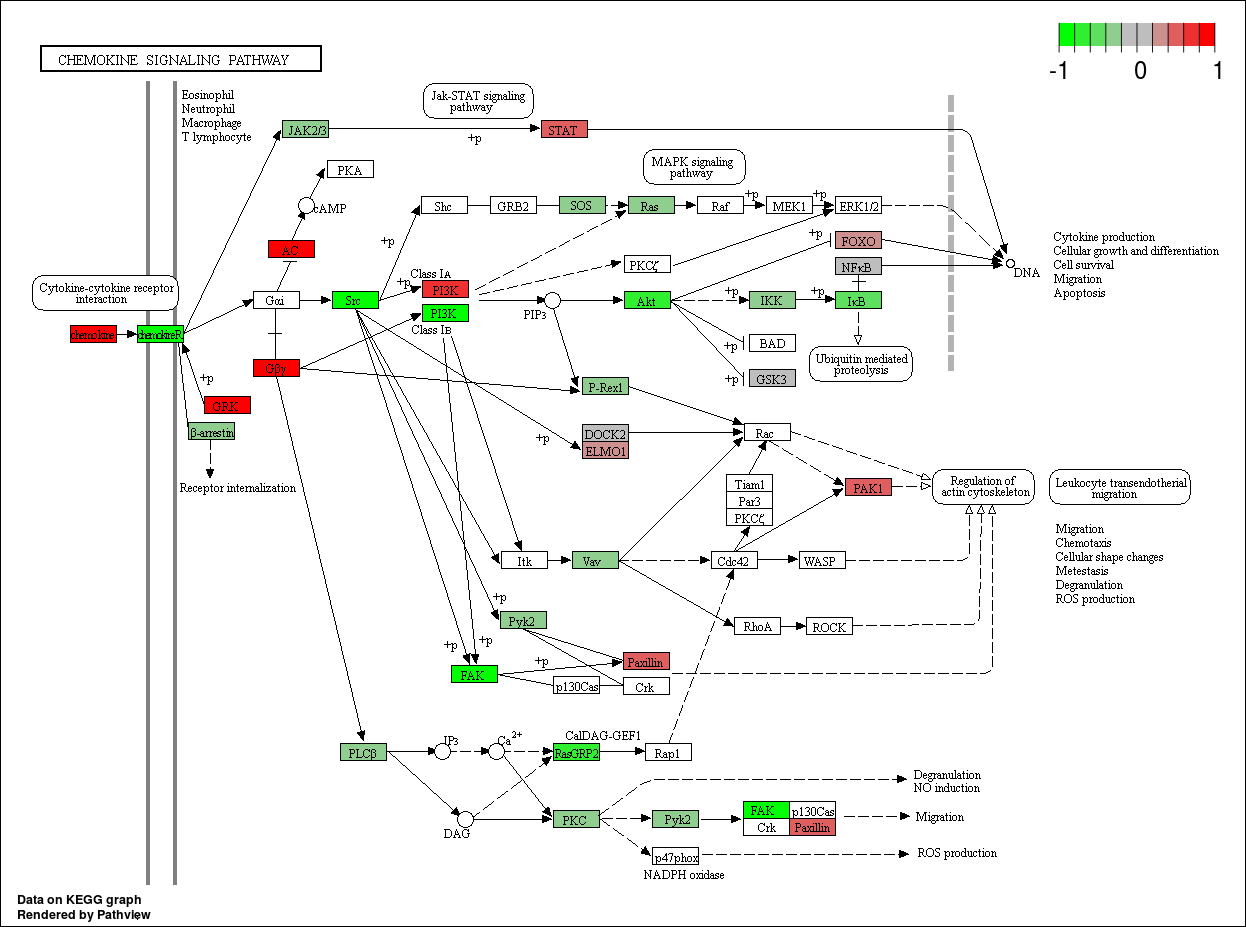 CHEMOKINE SIGNALING PATHWAY
-1 0 1
Eosinophil
Neutrophil
Macrophage
T lymphocyte
Jak-STAT signaling
pathway
JAK2/3
+p
STAT
MAPK signaling
pathway
PKA
cAMP
AC
Shc
GRB2
SOS
Ras
Raf
+p
MEK1
+p
ERK1/2
+p
+p
FOXO
PKCζ
NFκB
DNA
Cytokine production
Cellular growth and differentiation
Cell survival
Migration
Apoptosis
Cytokine-cytokine receptor
interaction
Class IA
+p
PI3K
PI3K
Class IB
Gαi
Src
PIP3
Akt
IKK
+p
IκB
chemokine
chemokineR
+p
BAD
Ubiquitin mediated
proteolysis
Gβγ
+p
GSK3
P-Rex1
+p
GRK
β-arrestin
Receptor internalization
+p
DOCK2
ELMO1
Rac
Tiam1
Par3
PKCζ
PAK1
Regulation of
actin cytoskeleton
Leukocyte transendotherial
migration
Migration
Chemotaxis
Cellular shape changes
Metestasis
Degranulation
ROS production
Itk
Vav
Cdc42
WASP
+p
Pyk2
RhoA
ROCK
+p
+p
+p
FAK
Paxillin
p130Cas
Crk
PLCβ
IP3
Ca2+
CalDAG-GEF1
RasGRP2
Rap1
DAG
PKC
Pyk2
FAK
p130Cas
Crk
Paxillin
Degranulation
NO induction
Migration
p47phox
NADPH oxidase
ROS production
Data on KEGG graph
Rendered by Pathview